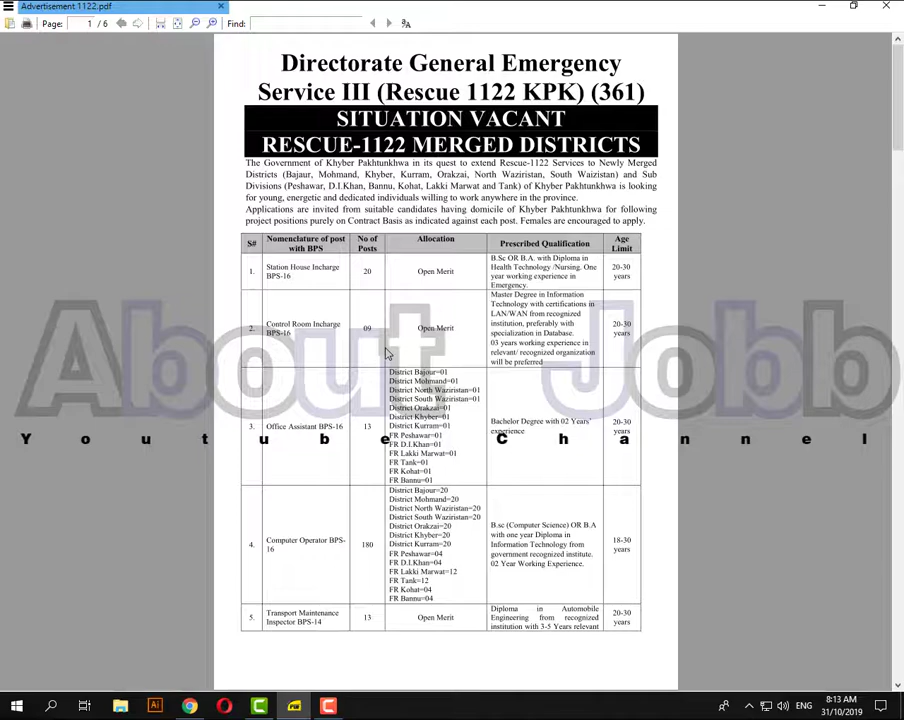 Advertisement 1122.pdf
Page: 1 / 6 Find:
Directorate General Emergency
Service III (Rescue 1122 KPK) (361)
SITUATION VACANT
RESCUE-1122 MERGED DISTRICTS
The Government of Khyber Pakhtunkhwa in its quest to extend Rescue-1122 Services to Newly Merged
Districts (Bajaur, Mohmand, Khyber, Kurram, Orakzai, North Waziristan, South Waizistan) and Sub
Divisions (Peshawar, D.I.Khan, Bannu, Kohat, Lakki Marwat and Tank) of Khyber Pakhtunkhwa is looking
for young, energetic and dedicated individuals willing to work anywhere in the province.
Applications are invited from suitable candidates having domicile of Khyber Pakhtunkhwa for following
project positions purely on Contract Basis as indicated against each post. Females are encouraged to apply.
S# Nomenclature of post with BPS No of Posts Allocation Prescribed Qualification Age Limit
1. Station House Incharge BPS-16 20 Open Merit
B.Sc OR B.A. with Diploma in
Health Technology /Nursing. One
year working experience in
Emergency.
20-30 years
2. Control Room Incharge BPS-16 09 Open Merit
Master Degree in Information
Technology with certifications in
LAN/WAN from recognized
institution, preferably with
specialization in Database.
03 years working experience in
relevant/ recognized organization
will be preferred
20-30 years
3. Office Assistant BPS-16 13
District Bajour=01
District Mohmand=01
District North Waziristan=01
District South Waziristan=01
District Orakzai=01
District Khyber=01
District Kurram=01
FR Peshawar=01
FR D.I.Khan=01
FR Lakki Marwat=01
FR Tank=01
FR Kohat=01
FR Bannu=01
Bachelor Degree with 02 Years'
experience
20-30 years
4. Computer Operator BPS-16 180
District Bajour=20
District Mohmand=20
District North Waziristan=20
District South Waziristan=20
District Orakzai=20
District Khyber=20
District Kurram=20
FR Peshawar=04
FR D.I.Khan=04
FR Lakki Marwat=12
FR Tank=12
FR Kohat=04
FR Bannu=04
B.sc (Computer Science) OR B.A
with one year Diploma in
Information Technology from
government recognized institute.
02 Year Working Experience.
18-30 years
5. Transport Maintenance Inspector BPS-14 13 Open Merit
Diploma in Automobile
Engineering from recognized
institution with 3-5 Years relevant
20-30 years
About Jobb
Youtube Channel
ENG
8:13 AM
31/10/2019